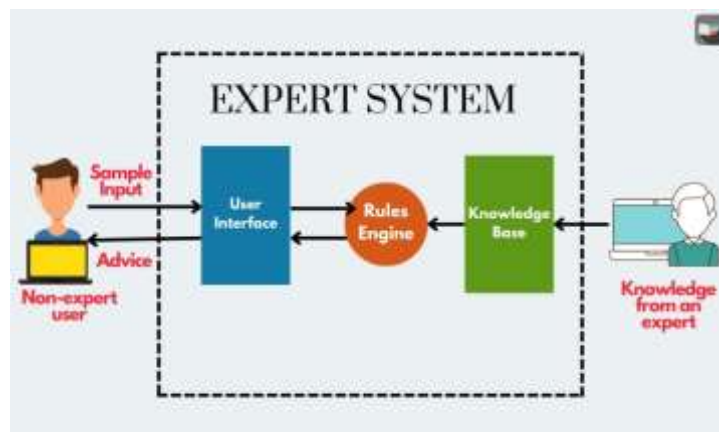 EXPERT SYSTEM
Sample
Input
Advice
Non-expert
user
User
Interface
Rules
Engine
Knowledge
Base
Knowledge
from an
expert